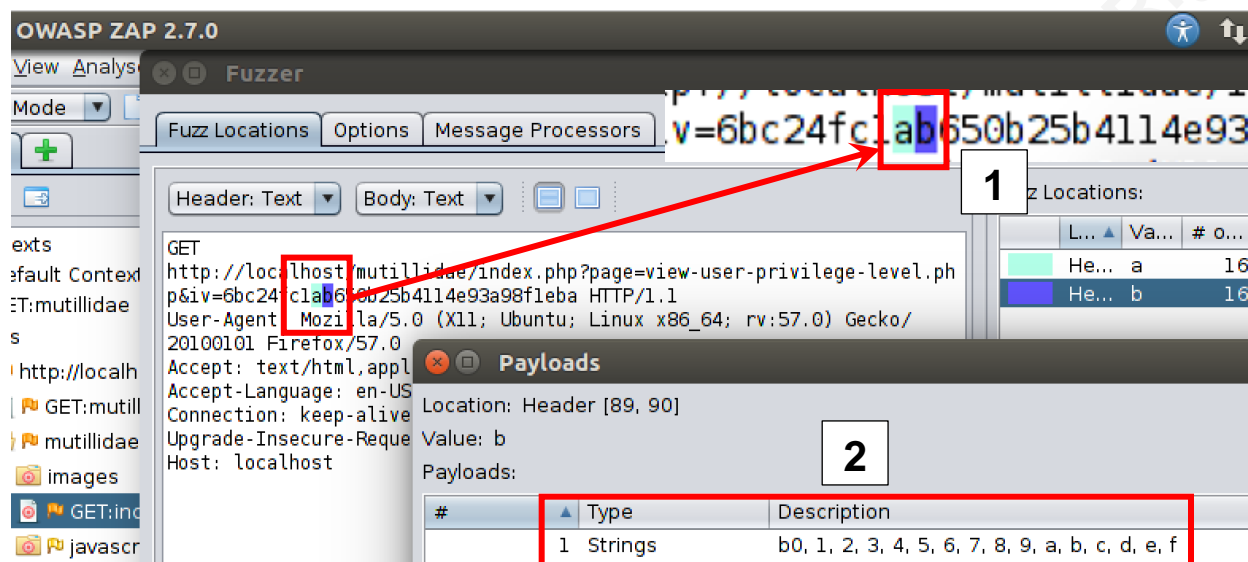 OWASP ZAP 2.7.0
View Analys
Fuzzer
Mode
Fuzz Locations Options Message Processors
v=6bc24fc1ab650b25b4114e93
1
Header: Text Body: Text
z Locations:
L... Va... # o...
exts
GET
He... a 16
efault Context
http://localhost/mutillidae/index.php?page=view-user-privilege-level.ph
He... b 16
ET:mutillidae
p&iv=6bc24fc1ab650b25b4114e93a98f1eba HTTP/1.1
s
User-Agent: Mozilla/5.0 (X11; Ubuntu; Linux x86_64; rv:57.0) Gecko/
20100101 Firefox/57.0
http://localh
Accept: text/html,appl
Payloads
Accept-Language: en-US
GET:mutill
Connection: keep-alive
Location: Header [89, 90]
mutillidae
Upgrade-Insecure-Reque
Value: b
2
Host: localhost
images
Payloads:
GET:ind
# Type Description
javascr
1 Strings b0, 1, 2, 3, 4, 5, 6, 7, 8, 9, a, b, c, d, e, f